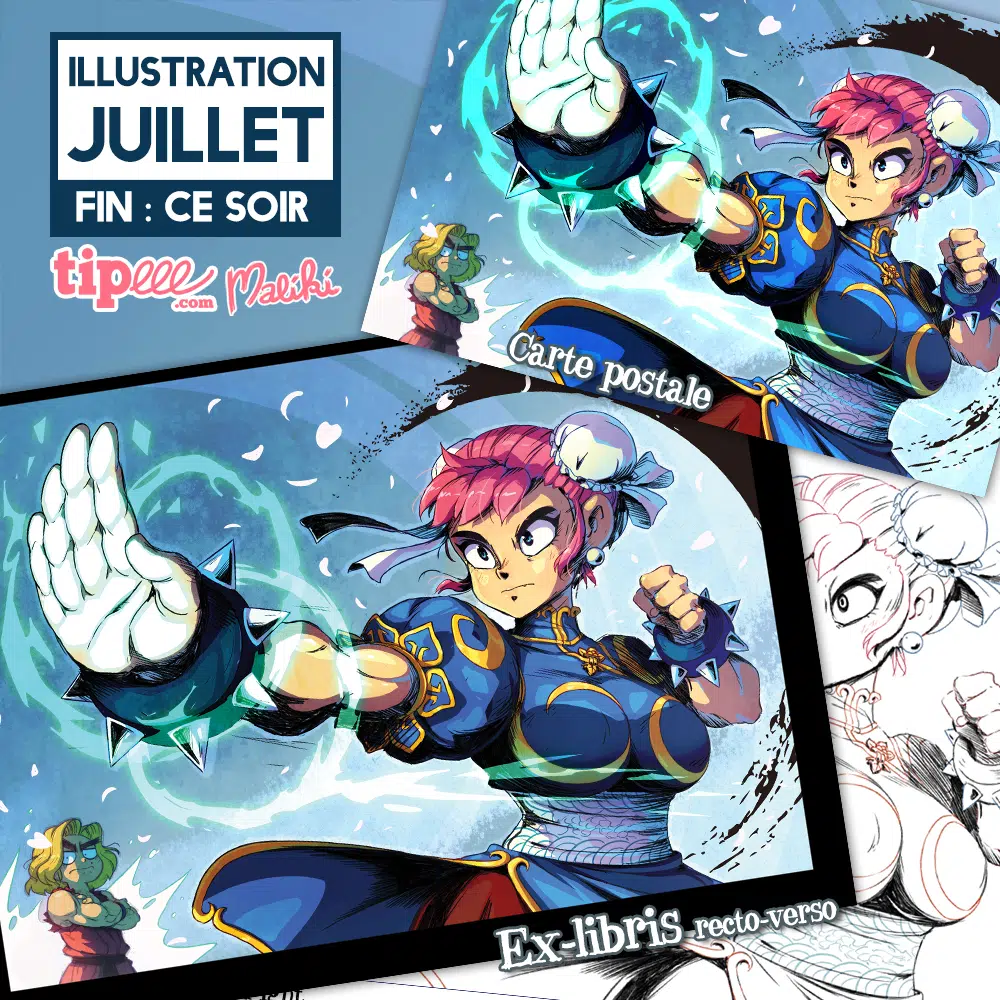 ILLUSTRATION
JUILLET
FIN : CE SOIR
tipeee
.com
Maliki
Carte postale
Ex-libris recto-verso